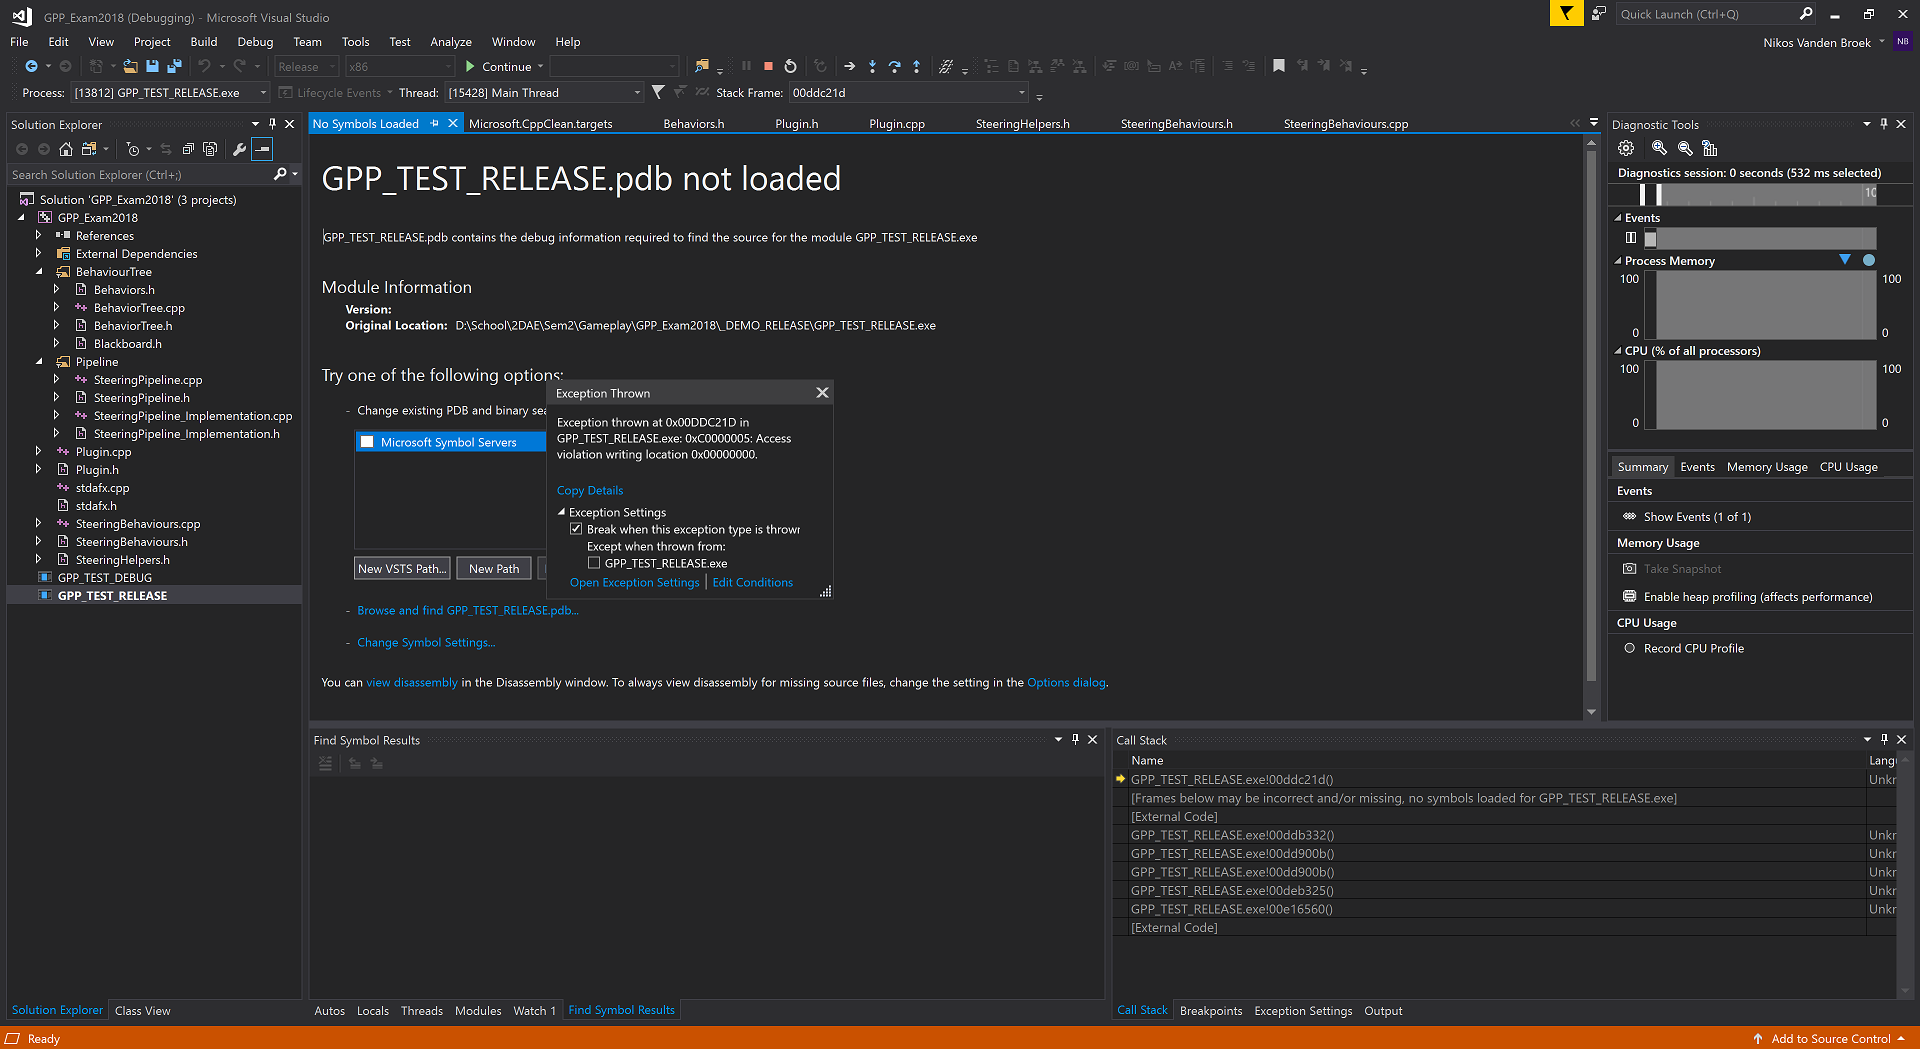 GPP_Exam2018 (Debugging) - Microsoft Visual Studio
Quick Launch (Ctrl+Q)
File Edit View Project Build Debug Team Tools Test Analyze Window Help
Nikos Vanden Broek NB
Release x86 Continue
Process: [13812] GPP_TEST_RELEASE.exe Lifecycle Events Thread: [15428] Main Thread Stack Frame: 00ddc21d
Solution Explorer
Search Solution Explorer (Ctrl+;)
Solution 'GPP_Exam2018' (3 projects)
GPP_Exam2018
References
External Dependencies
BehaviourTree
Behaviors.h
BehaviorTree.cpp
BehaviorTree.h
Blackboard.h
Pipeline
SteeringPipeline.cpp
SteeringPipeline.h
SteeringPipeline_Implementation.cpp
SteeringPipeline_Implementation.h
Plugin.cpp
Plugin.h
stdafx.cpp
stdafx.h
SteeringBehaviours.cpp
SteeringBehaviours.h
SteeringHelpers.h
GPP_TEST_DEBUG
GPP_TEST_RELEASE
Solution Explorer Class View
No Symbols Loaded Microsoft.CppClean.targets Behaviors.h Plugin.h Plugin.cpp SteeringHelpers.h SteeringBehaviours.h SteeringBehaviours.cpp
GPP_TEST_RELEASE.pdb not loaded
GPP_TEST_RELEASE.pdb contains the debug information required to find the source for the module GPP_TEST_RELEASE.exe
Module Information
Version:
Original Location: D:\School\2DAE\Sem2\Gameplay\GPP_Exam2018\_DEMO_RELEASE\GPP_TEST_RELEASE.exe
Try one of the following options:
- Change existing PDB and binary sea
Microsoft Symbol Servers
New VSTS Path... New Path
- Browse and find GPP_TEST_RELEASE.pdb...
- Change Symbol Settings...
You can view disassembly in the Disassembly window. To always view disassembly for missing source files, change the setting in the Options dialog.
Exception Thrown
Exception thrown at 0x00DDC21D in
GPP_TEST_RELEASE.exe: 0xC0000005: Access
violation writing location 0x00000000.
Copy Details
Exception Settings
Break when this exception type is thrown
Except when thrown from:
GPP_TEST_RELEASE.exe
Open Exception Settings | Edit Conditions
Find Symbol Results
Autos Locals Threads Modules Watch 1 Find Symbol Results
Diagnostic Tools
Diagnostics session: 0 seconds (532 ms selected)
10
Events
Process Memory
100 100
0 0
CPU (% of all processors)
100 100
0 0
Summary Events Memory Usage CPU Usage
Events
Show Events (1 of 1)
Memory Usage
Take Snapshot
Enable heap profiling (affects performance)
CPU Usage
Record CPU Profile
Call Stack
Name Langu
GPP_TEST_RELEASE.exe!00ddc21d() Unkr
[Frames below may be incorrect and/or missing, no symbols loaded for GPP_TEST_RELEASE.exe]
[External Code]
GPP_TEST_RELEASE.exe!00ddb332() Unkr
GPP_TEST_RELEASE.exe!00dd900b() Unkr
GPP_TEST_RELEASE.exe!00dd900b() Unkr
GPP_TEST_RELEASE.exe!00deb325() Unkr
GPP_TEST_RELEASE.exe!00e16560() Unkr
[External Code]
Call Stack Breakpoints Exception Settings Output
Ready
Add to Source Control